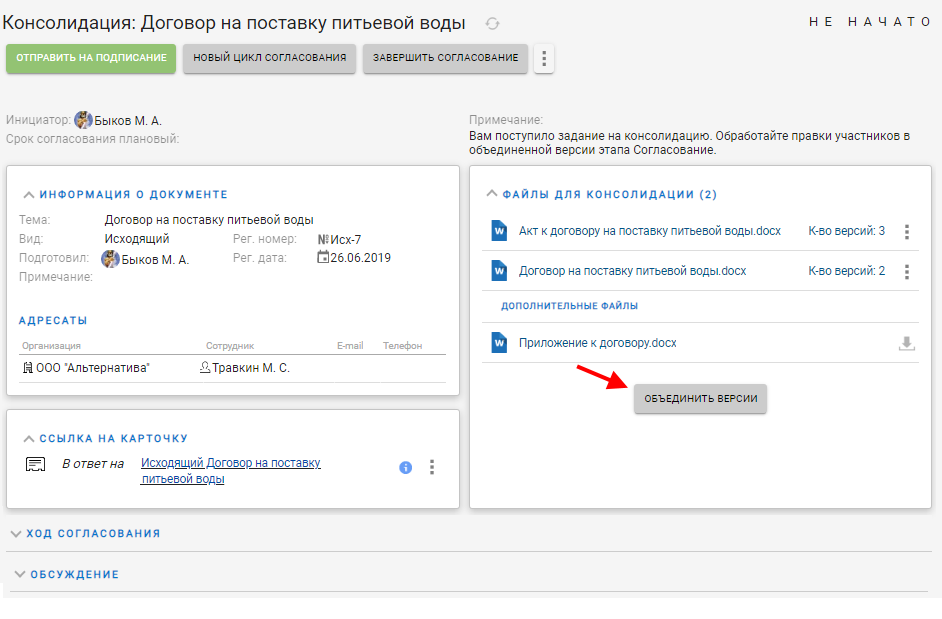 Консолидация: Договор на поставку питьевой воды
Н Е Н А Ч А Т О
ОТПРАВИТЬ НА ПОДПИСАНИЕ
НОВЫЙ ЦИКЛ СОГЛАСОВАНИЯ
ЗАВЕРШИТЬ СОГЛАСОВАНИЕ
Инициатор: Быков М. А.
Срок согласования плановый:
Примечание:
Вам поступило задание на консолидацию. Обработайте правки участников в
объединенной версии этапа Согласование.
ИНФОРМАЦИЯ О ДОКУМЕНТЕ
Тема: Договор на поставку питьевой воды
Вид: Исходящий Рег. номер: №Исх-7
Подготовил: Быков М. А. Рег. дата: 26.06.2019
Примечание:
АДРЕСАТЫ
Организация Сотрудник E-mail Телефон
ООО "Альтернатива" Травкин М. С.
ССЫЛКА НА КАРТОЧКУ
В ответ на Исходящий Договор на поставку
питьевой воды
ФАЙЛЫ ДЛЯ КОНСОЛИДАЦИИ (2)
Акт к договору на поставку питьевой воды.docx К-во версий: 3
Договор на поставку питьевой воды.docx К-во версий: 2
ДОПОЛНИТЕЛЬНЫЕ ФАЙЛЫ
Приложение к договору.docx
ОБЪЕДИНИТЬ ВЕРСИИ
ХОД СОГЛАСОВАНИЯ
ОБСУЖДЕНИЕ